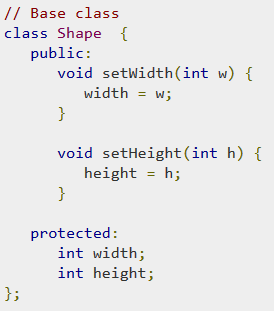 // Base class
class Shape  {
   public:
      void setWidth(int w) {
         width = w;
      }

      void setHeight(int h) {
         height = h;
      }

   protected:
      int width;
      int height;
};